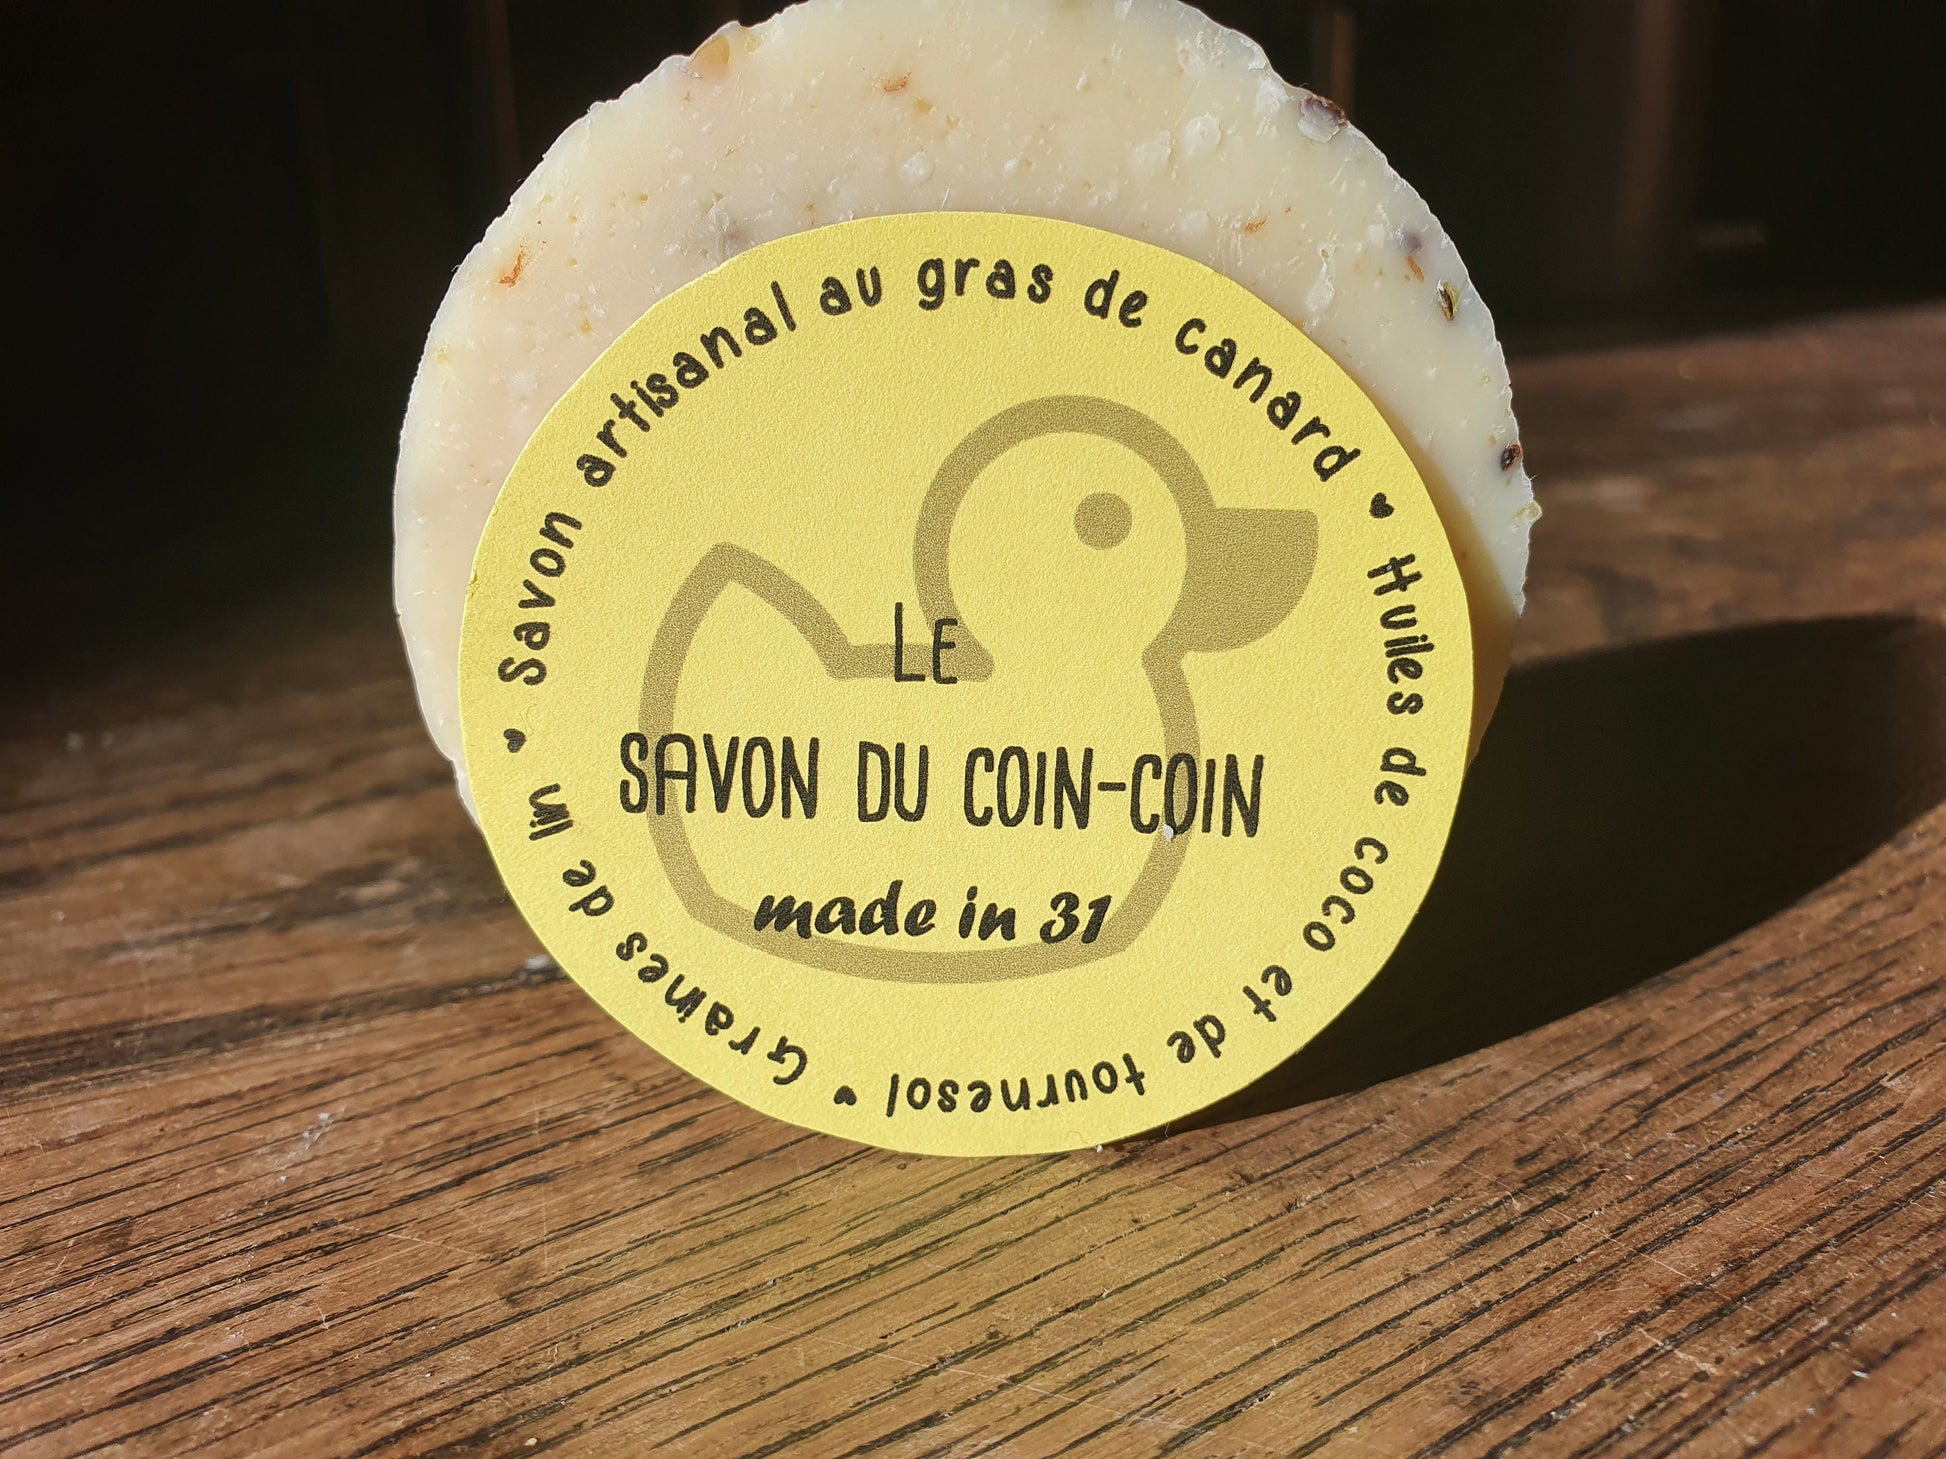 Savon artisanal au gras de canard ♥ Huiles de coco et de tournesol ♥ Graines de lin ♥
LE
SAVON DU COIN-COIN
made in 31